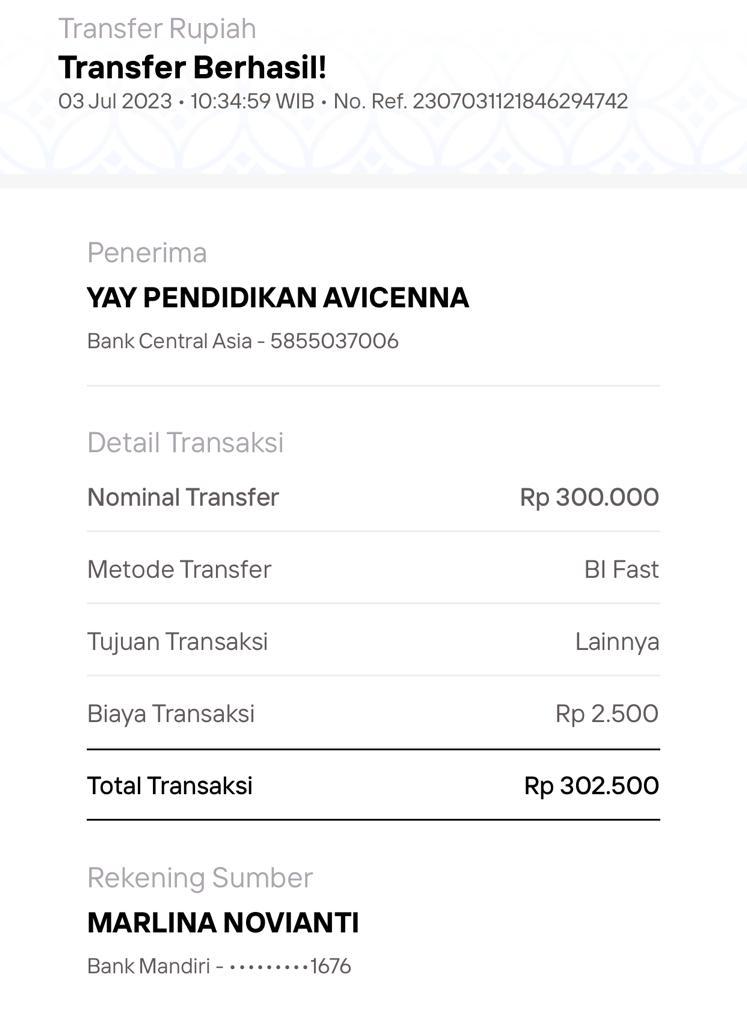 Transfer Rupiah
Transfer Berhasil!
03 Jul 2023 • 10:34:59 WIB • No. Ref. 2307031121846294742
Penerima
YAY PENDIDIKAN AVICENNA
Bank Central Asia - 5855037006
Detail Transaksi
Nominal Transfer Rp 300.000
Metode Transfer BI Fast
Tujuan Transaksi Lainnya
Biaya Transaksi Rp 2.500
Total Transaksi Rp 302.500
Rekening Sumber
MARLINA NOVIANTI
Bank Mandiri - •••••••••1676